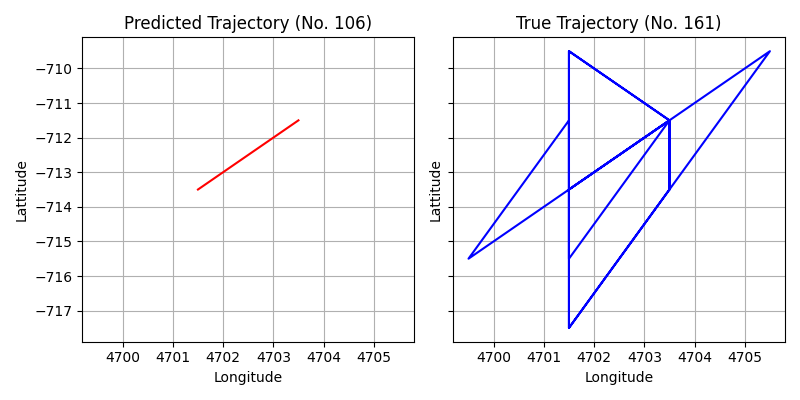 Predicted Trajectory (No. 106)
True Trajectory (No. 161)
Lattitude
−710
−711
−712
−713
−714
−715
−716
−717
4700 4701 4702 4703 4704 4705
Longitude
Lattitude
4700 4701 4702 4703 4704 4705
Longitude